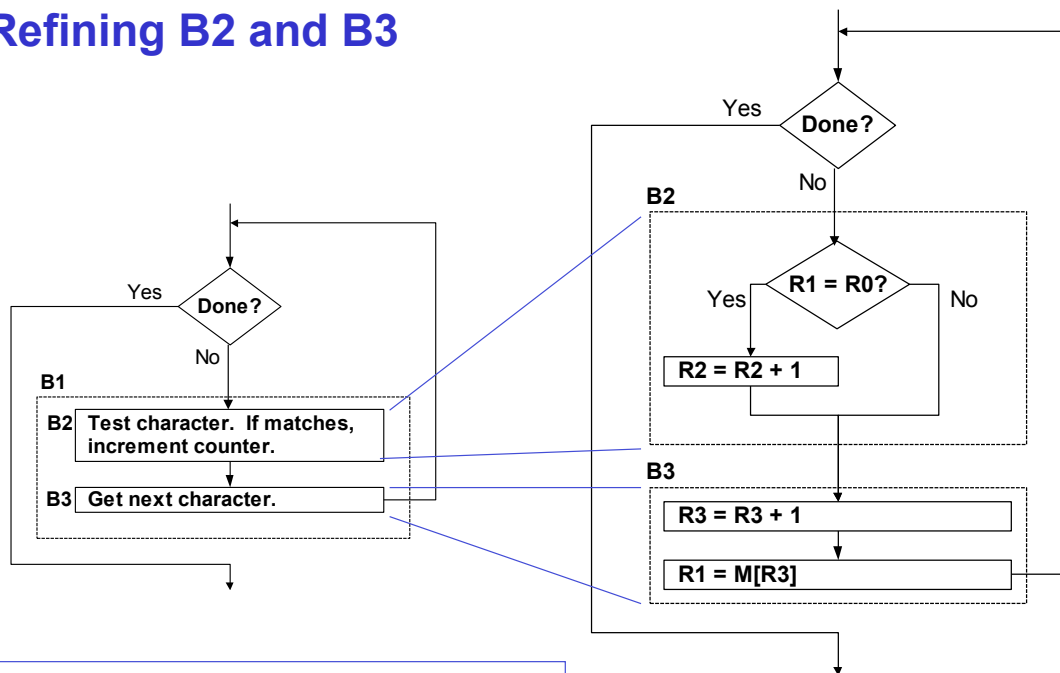 Refining B2 and B3
Yes
Done?
No
B1
B2 Test character. If matches,
increment counter.
B3 Get next character.
Yes
Done?
No
B2
R1 = R0?
Yes
No
R2 = R2 + 1
B3
R3 = R3 + 1
R1 = M[R3]